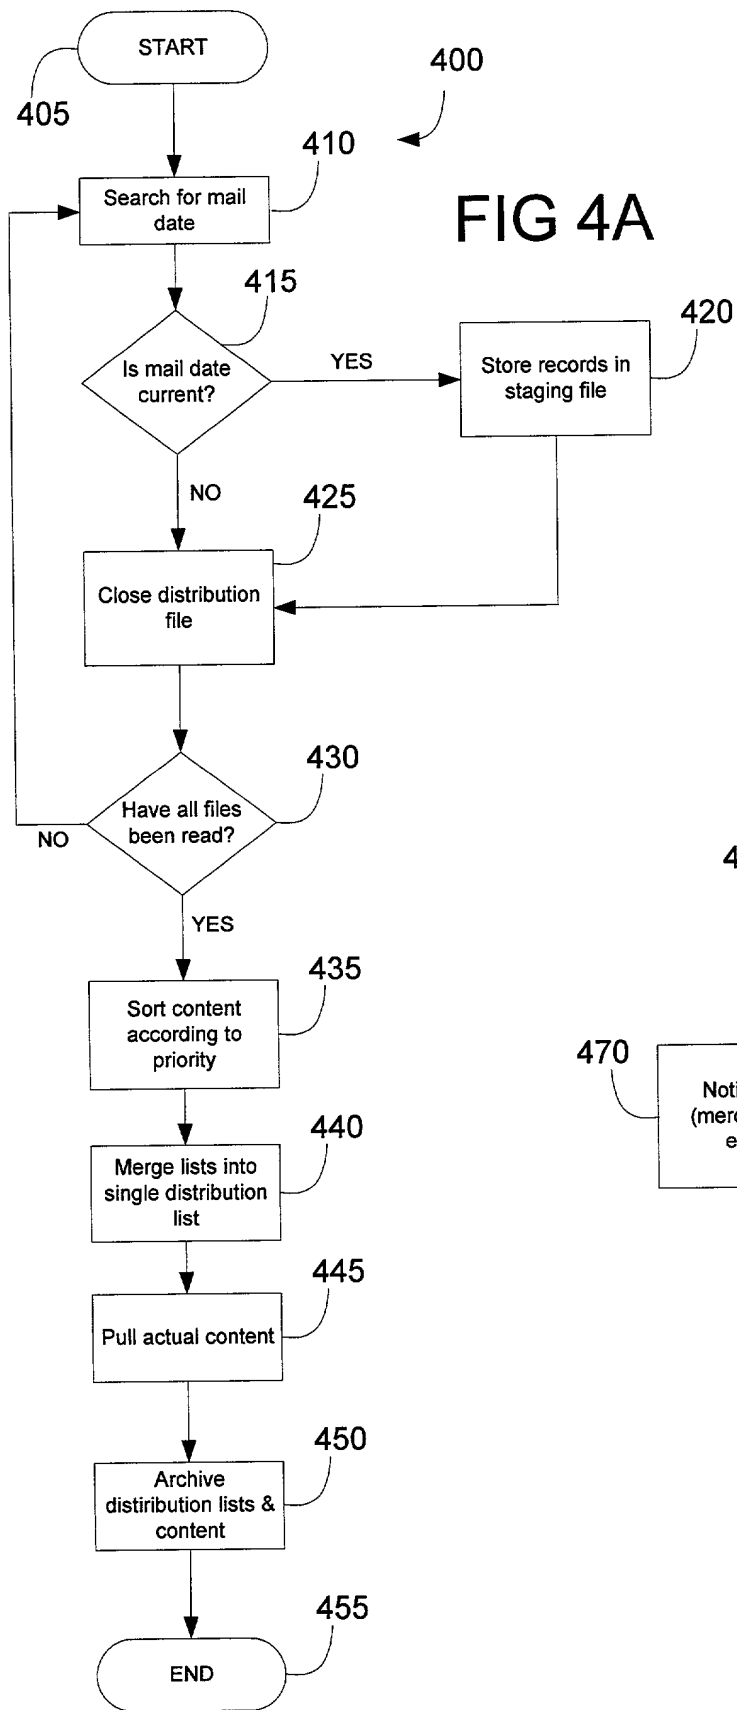 START
405
400
410
Search for mail
date
FIG 4A
415
Is mail date
current?
YES
420
Store records in
staging file
NO
425
Close distribution
file
430
Have all files
been read?
NO
YES
435
Sort content
according to
priority
470
440
Merge lists into
single distribution
list
445
Pull actual content
450
Archive
distiribution lists &
content
455
END